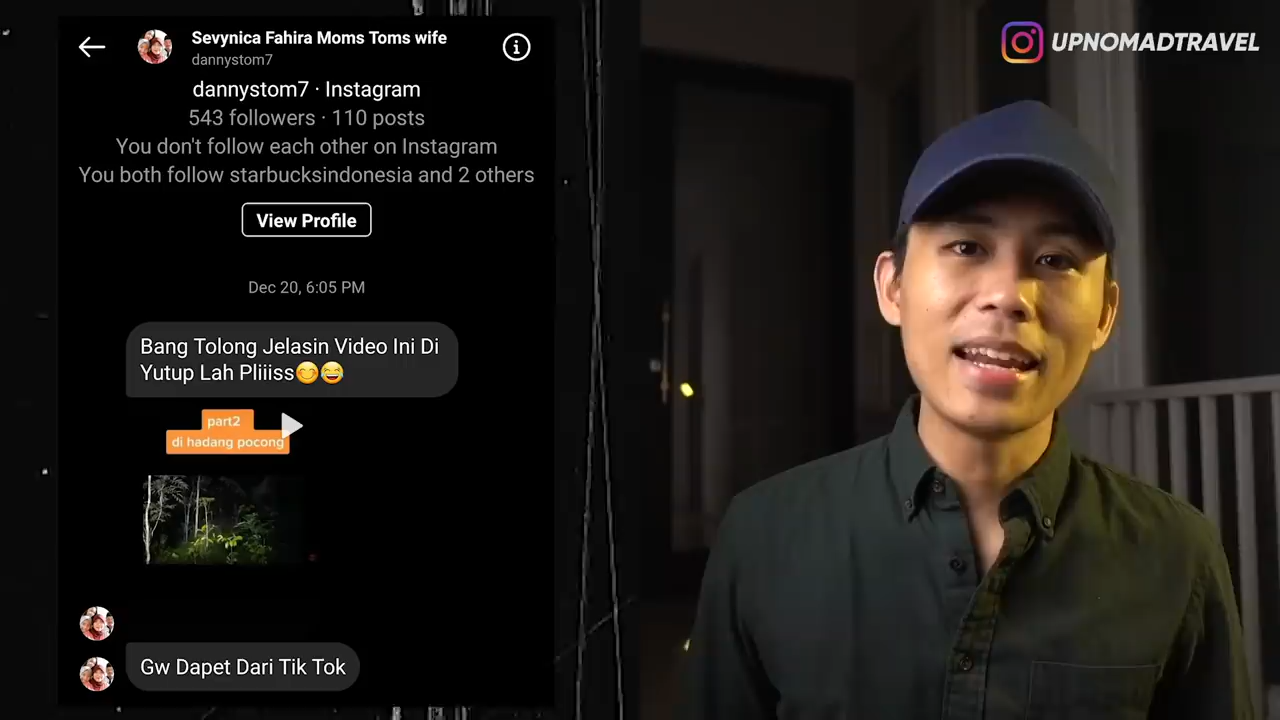 Sevynica Fahira Moms Toms wife
dannystom7
dannystom7 · Instagram
543 followers · 110 posts
You don't follow each other on Instagram
You both follow starbucksindonesia and 2 others
View Profile
Dec 20, 6:05 PM
Bang Tolong Jelasin Video Ini Di
Yutup Lah Pliiiss😊😂
part2
di hadang pocong
Gw Dapet Dari Tik Tok
UPNOMADTRAVEL